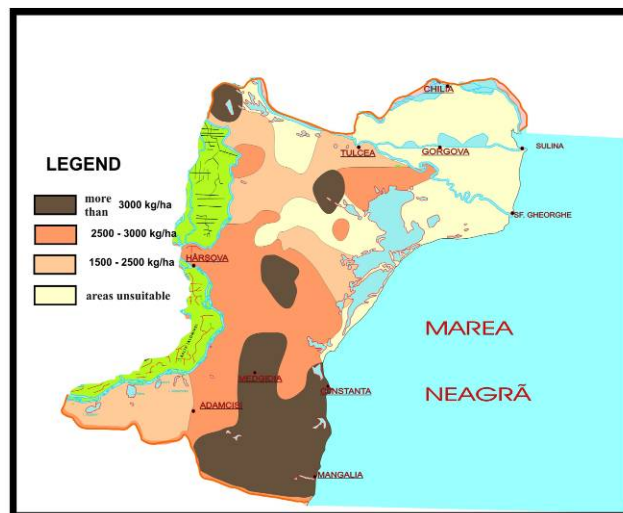 CHILIA
TULCEA
GORGOVA
SULINA
LEGEND
more than 3000 kg/ha
2500 - 3000 kg/ha
1500 - 2500 kg/ha
areas unsuitable
SF. GHEORGHE
HÂRSOVA
MAREA
NEAGRÃ
MEDGIDIA
CONSTANTA
ADAMCISI
MANGALIA